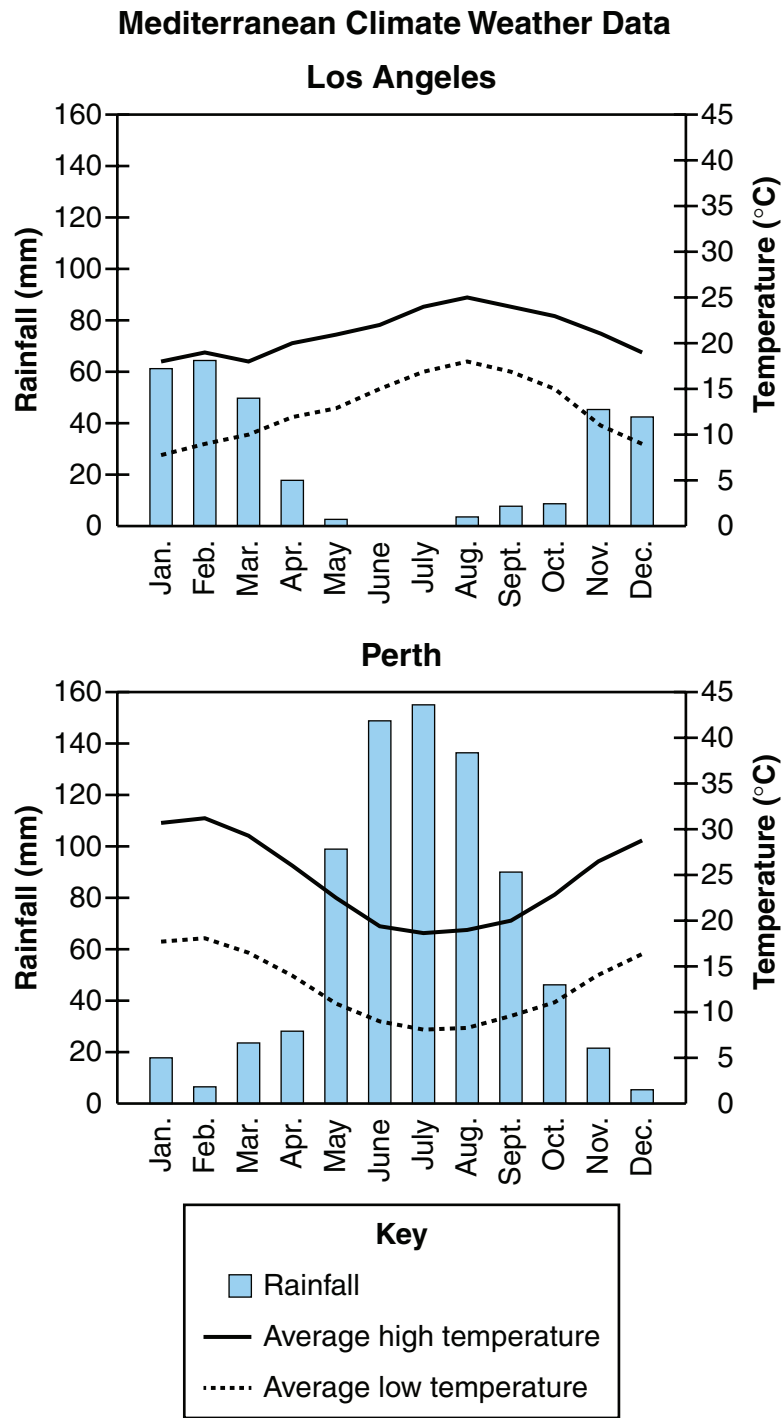 Mediterranean Climate Weather Data
Los Angeles
Rainfall (mm)
160
140
120
100
80
60
40
20
0
Temperature (°C)
45
40
35
30
25
20
15
10
5
0
Jan.
Feb.
Mar.
Apr.
May
June
July
Aug.
Sept.
Oct.
Nov.
Dec.
Perth
Rainfall (mm)
160
140
120
100
80
60
40
20
0
Temperature (°C)
45
40
35
30
25
20
15
10
5
0
Jan.
Feb.
Mar.
Apr.
May
June
July
Aug.
Sept.
Oct.
Nov.
Dec.
Key
Rainfall
Average high temperature
Average low temperature